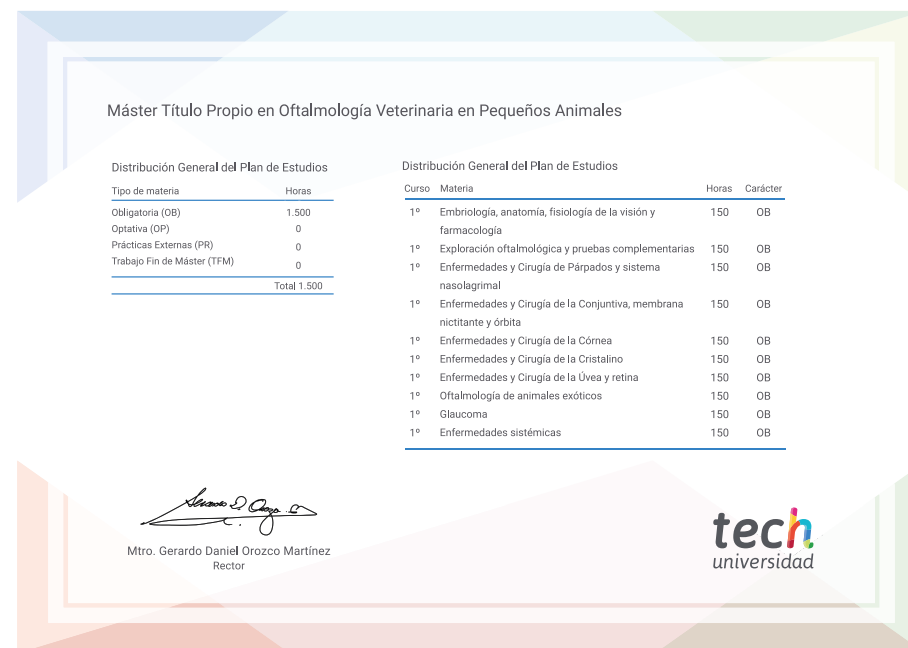 Máster Título Propio en Oftalmología Veterinaria en Pequeños Animales
Distribución General del Plan de Estudios
Tipo de materia Horas
Obligatoria (OB) 1.500
Optativa (OP) 0
Prácticas Externas (PR) 0
Trabajo Fin de Máster (TFM) 0
Total 1.500
Distribución General del Plan de Estudios
Curso Materia Horas Carácter
1º Embriología, anatomía, fisiología de la visión y 150 OB
farmacología
1º Exploración oftalmológica y pruebas complementarias 150 OB
1º Enfermedades y Cirugía de Párpados y sistema 150 OB
nasolagrimal
1º Enfermedades y Cirugía de la Conjuntiva, membrana 150 OB
nictitante y órbita
1º Enfermedades y Cirugía de la Córnea 150 OB
1º Enfermedades y Cirugía de la Cristalino 150 OB
1º Enfermedades y Cirugía de la Úvea y retina 150 OB
1º Oftalmología de animales exóticos 150 OB
1º Glaucoma 150 OB
1º Enfermedades sistémicas 150 OB
Mtro. Gerardo Daniel Orozco Martínez
Rector
tech
universidad